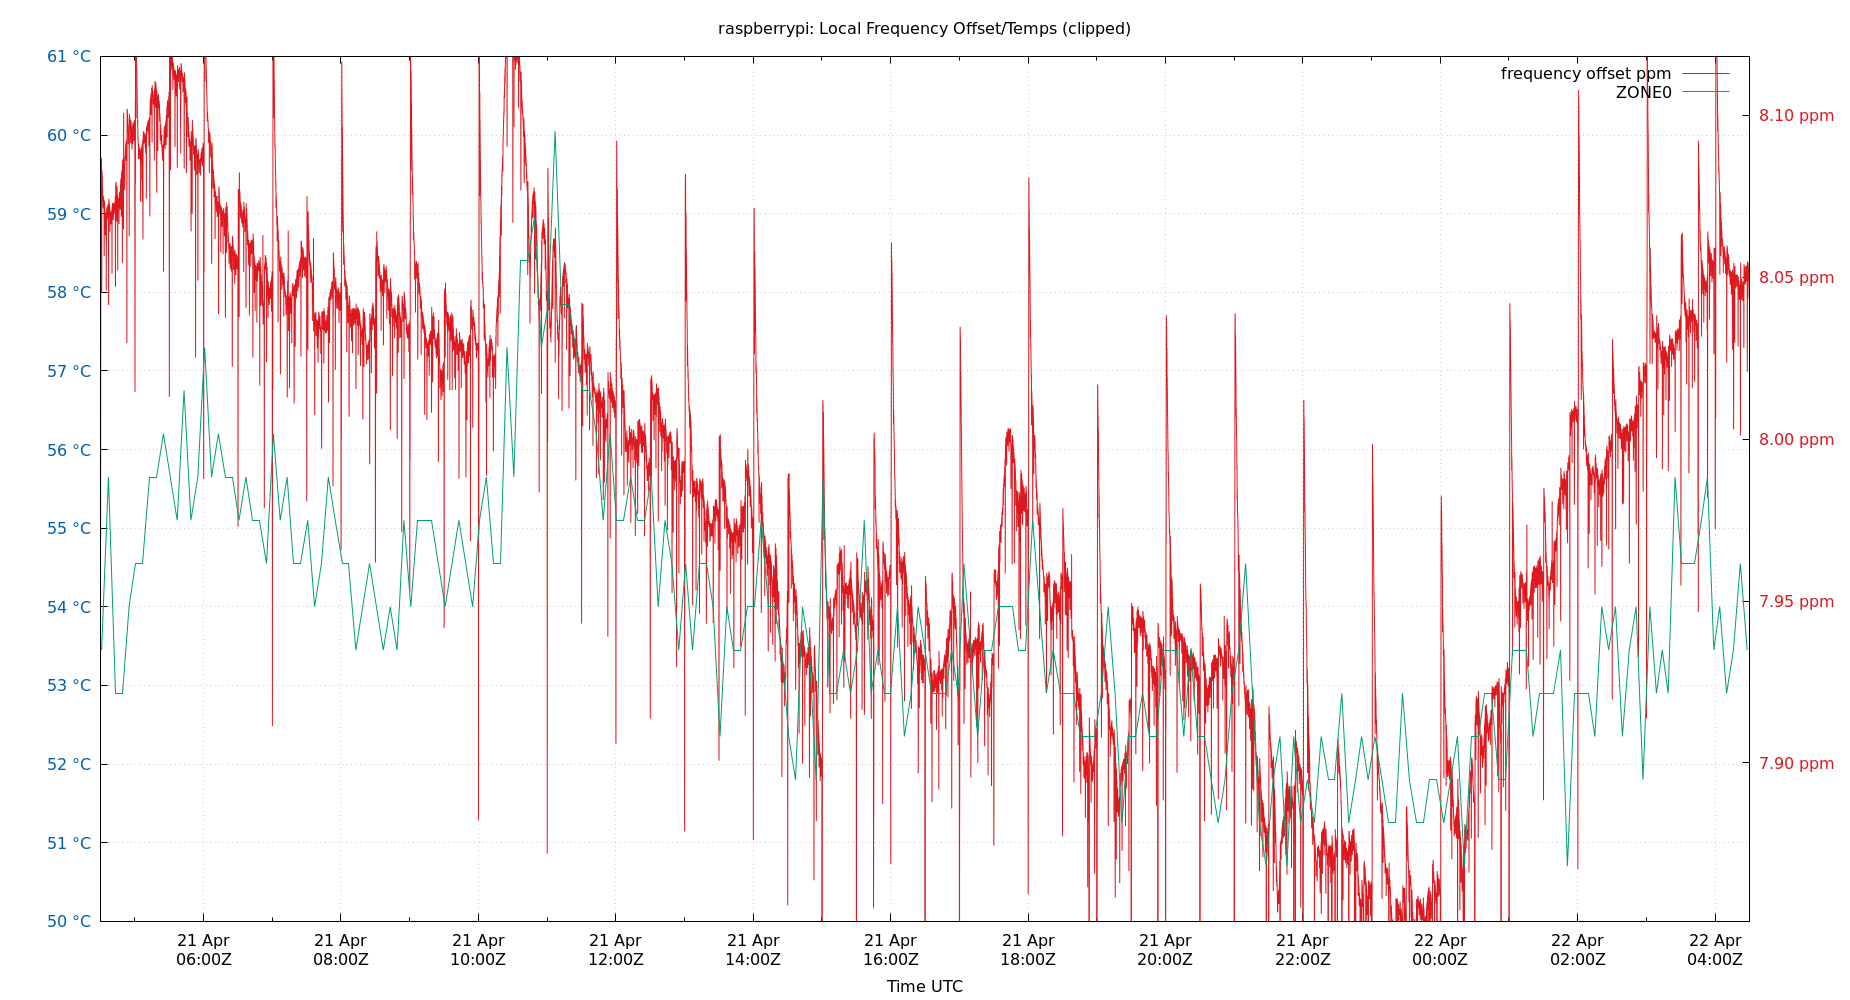 raspberrypi: Local Frequency Offset/Temps (clipped)
61 °C
60 °C
59 °C
58 °C
57 °C
56 °C
55 °C
54 °C
53 °C
52 °C
51 °C
50 °C
frequency offset ppm
ZONE0
8.10 ppm
8.05 ppm
8.00 ppm
7.95 ppm
7.90 ppm
21 Apr 21 Apr 21 Apr 21 Apr 21 Apr 21 Apr 21 Apr 21 Apr 21 Apr 22 Apr 22 Apr 22 Apr
06:00Z 08:00Z 10:00Z 12:00Z 14:00Z 16:00Z 18:00Z 20:00Z 22:00Z 00:00Z 02:00Z 04:00Z
Time UTC